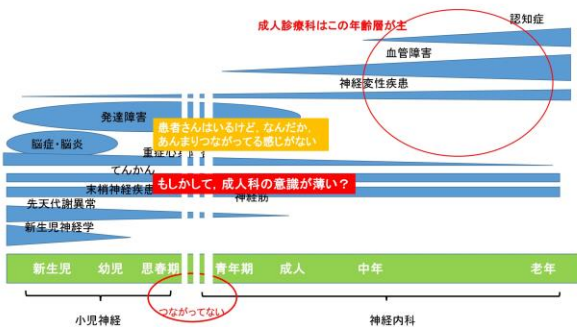 成人診療科はこの年齢層が主
認知症
血管障害
神経変性疾患
発達障害
患者さんはいるけど，なんだか，
あんまりつながってる感じがない
脳症・脳炎
重症心身
てんかん
もしかして，成人科の意識が薄い？
末梢神経疾患
神経筋
先天代謝異常
新生児神経学
新生児 幼児 思春期 青年期 成人 中年 老年
つながってない
小児神経 神経内科